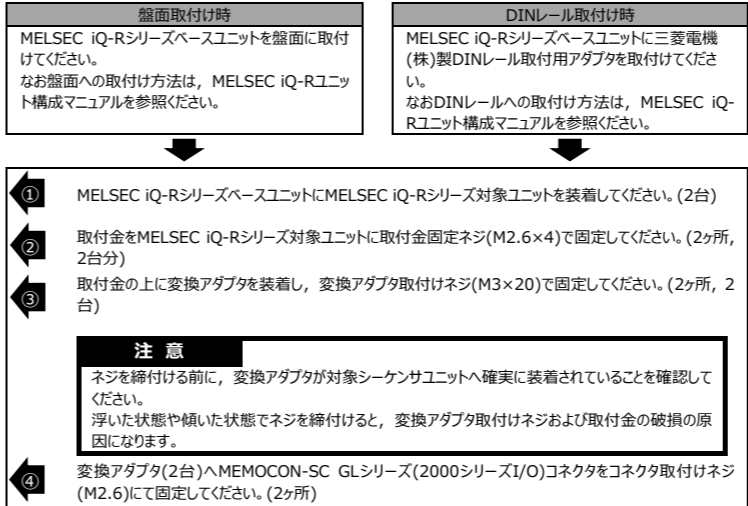 盤面取付け時
MELSEC iQ-Rシリーズベースユニットを盤面に取付
けてください。
なお盤面への取付け方法は，MELSEC iQ-Rユニッ
ト構成マニュアルを参照ください。
DINレール取付け時
MELSEC iQ-Rシリーズベースユニットに三菱電機
(株)製DINレール取付用アダプタを取付けてくださ
い。
なおDINレールへの取付け方法は，MELSEC iQ-
Rユニット構成マニュアルを参照ください。
① MELSEC iQ-RシリーズベースユニットにMELSEC iQ-Rシリーズ対象ユニットを装着してください。(2台)
② 取付金をMELSEC iQ-Rシリーズ対象ユニットに取付金固定ネジ(M2.6×4)で固定してください。(2ヶ所，
2台分)
③ 取付金の上に変換アダプタを装着し，変換アダプタ取付けネジ(M3×20)で固定してください。(2ヶ所，2
台)
注 意
ネジを締付ける前に，変換アダプタが対象シーケンサユニットへ確実に装着されていることを確認して
ください。
浮いた状態や傾いた状態でネジを締付けると，変換アダプタ取付けネジおよび取付金の破損の原
因になります。
④ 変換アダプタ(2台)へMEMOCON-SC GLシリーズ(2000シリーズI/O)コネクタをコネクタ取付けネジ
(M2.6)にて固定してください。(2ヶ所)